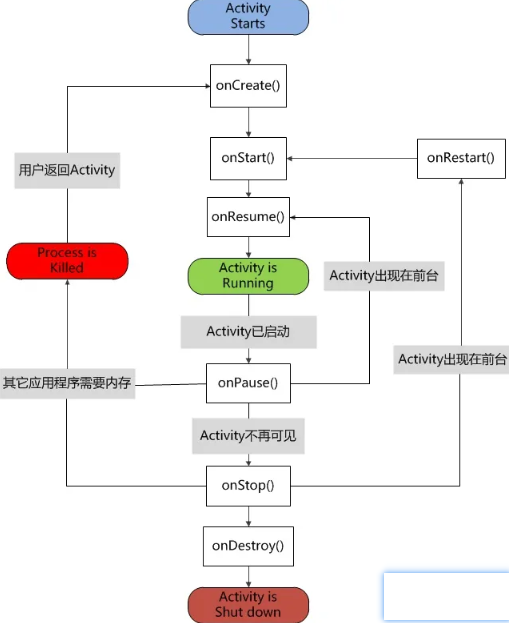 Activity
Starts
onCreate()
用户返回Activity
onStart()
onRestart()
onResume()
Process is
Killed
Activity is
Running
Activity出现在前台
Activity已启动
Activity出现在前台
其它应用程序需要内存
onPause()
Activity不再可见
onStop()
onDestroy()
Activity is
Shut down